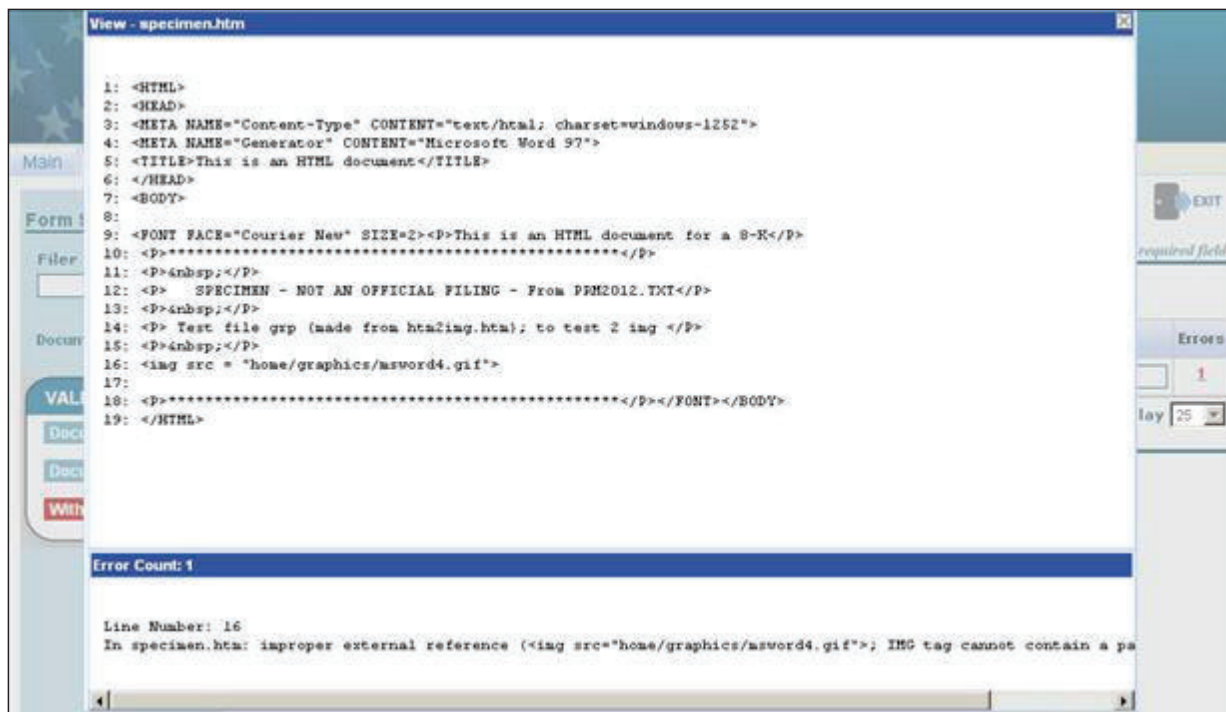 View - specimen.htm
1: <HTML>
2: <HEAD>
3: <META NAME="Content-Type" CONTENT="text/html; charset=windows-1252">
4: <META NAME="Generator" CONTENT="Microsoft Word 97">
5: <TITLE>This is an HTML document</TITLE>
6: </HEAD>
7: <BODY>
8:
9: <FONT FACE="Courier New" SIZE=2><P>This is an HTML document for a 8-K</P>
10: <P>*************************************************</P>
11: <P>&nbsp;</P>
12: <P>   SPECIMEN - NOT AN OFFICIAL FILING - From PRM2012.TXT</P>
13: <P>&nbsp;</P>
14: <P> Test file grp (made from htm2img.htm); to test 2 img </P>
15: <P>&nbsp;</P>
16: <img src = "home/graphics/msword4.gif">
17:
18: <P>*************************************************</P></FONT></BODY>
19: </HTML>
Error Count: 1
Line Number: 16
In specimen.htm: improper external reference (<img src="home/graphics/msword4.gif">; IMG tag cannot contain a pa
Main
Form S
Filer
Docum
VALI
Docu
Docu
With
EXIT
required field
Errors
1
lay 25